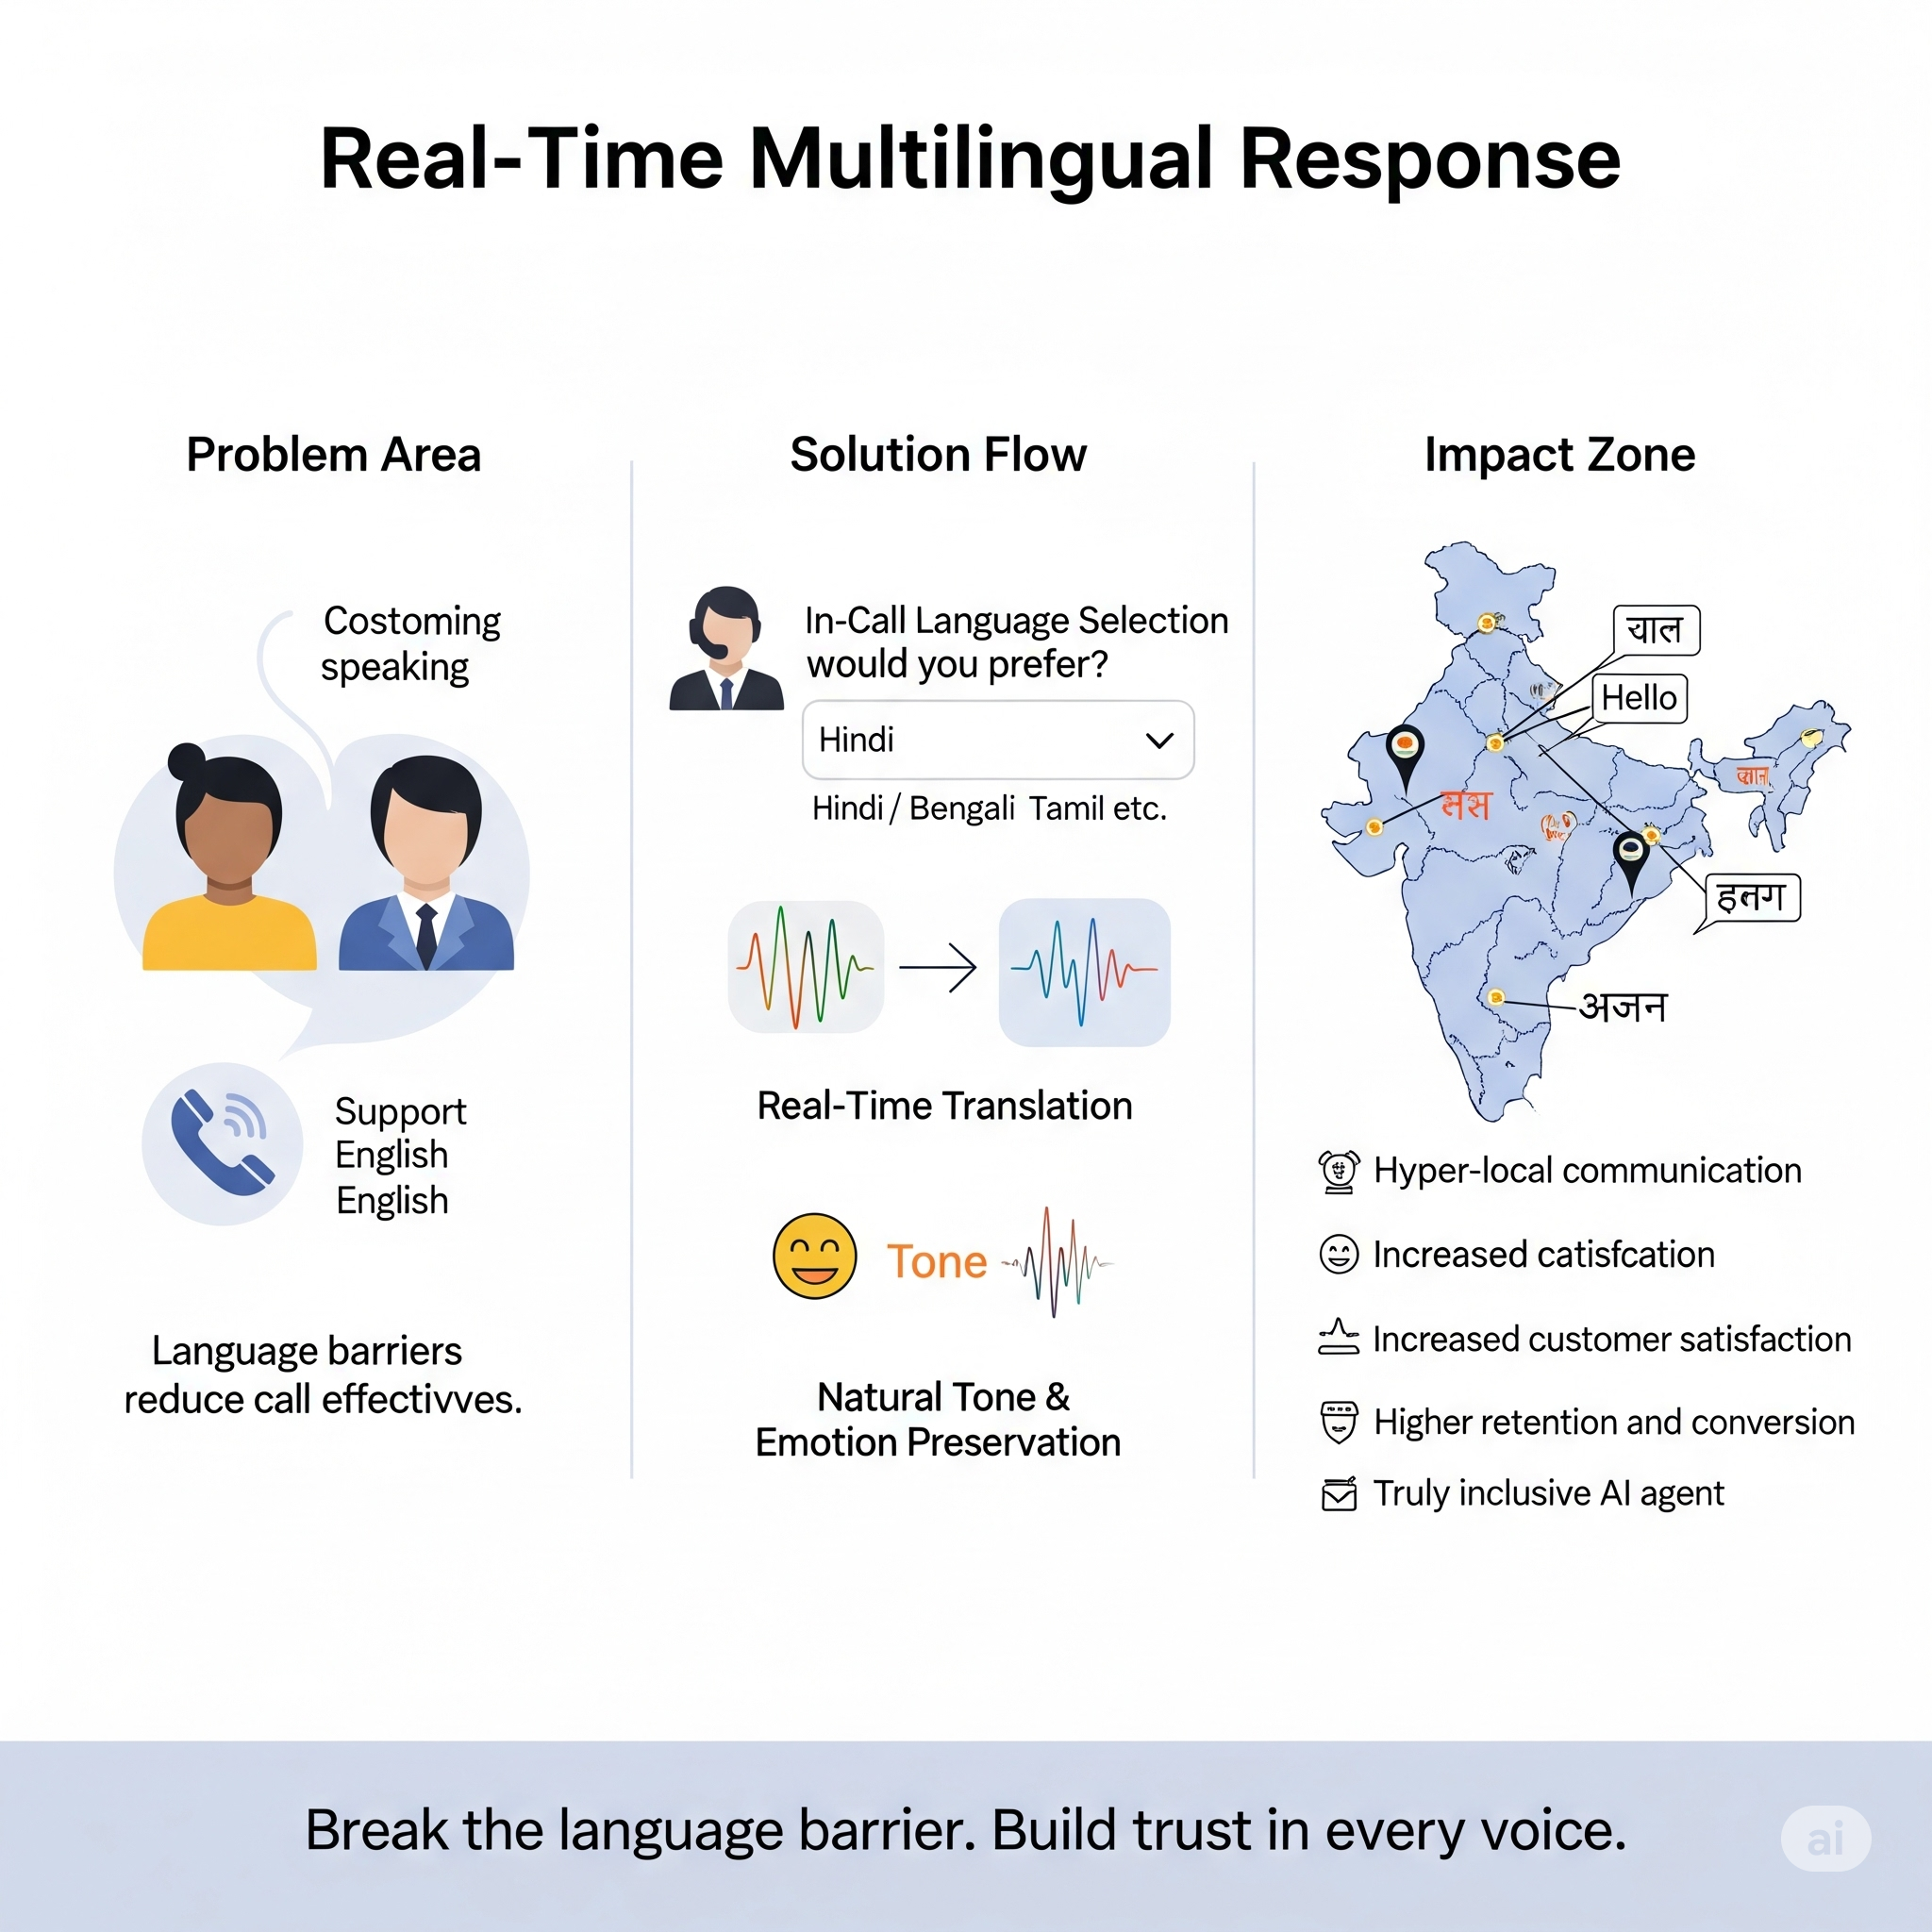 Real-Time Multilingual Response
Problem Area
Costoming
speaking
Support
English
English
Language barriers
reduce call effectivves.
Solution Flow
In-Call Language Selection
would you prefer?
Hindi
Hindi / Bengali Tamil etc.
Real-Time Translation
Tone
Natural Tone &
Emotion Preservation
Impact Zone
चाल
Hello
इतग
अजन
Hyper-local communication
Increased catisfcation
Increased customer satisfaction
Higher retention and conversion
Truly inclusive AI agent
Break the language barrier. Build trust in every voice.
ai